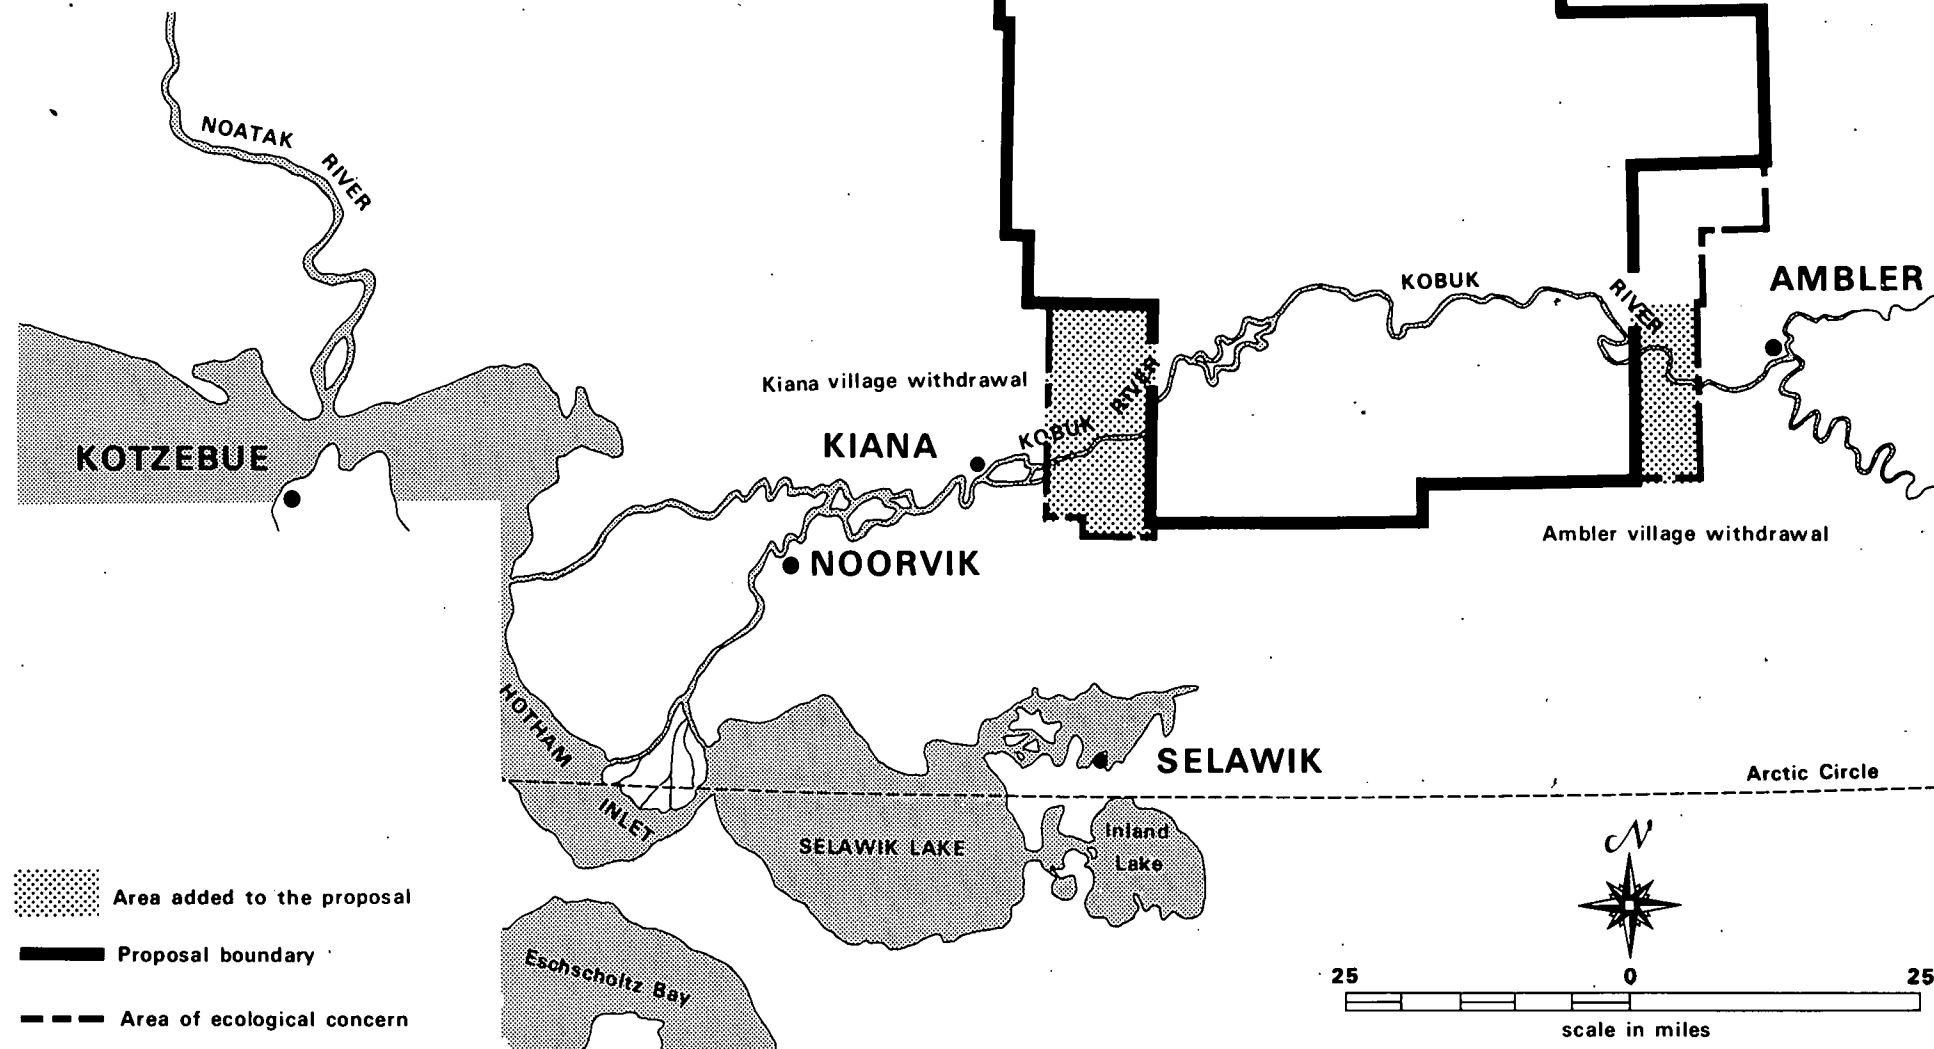 NOATAK
RIVER
KOBUK
RIVER
AMBLER
Kiana village withdrawal
RIVER
KOBUK
KIANA
KOTZEBUE
NOORVIK
Ambler village withdrawal
HOTHAM
INLET
SELAWIK
Arctic Circle
SELAWIK LAKE
Inland
Lake
N
Area added to the proposal
Proposal boundary
Eschscholtz Bay
Area of ecological concern
25 0 25
scale in miles